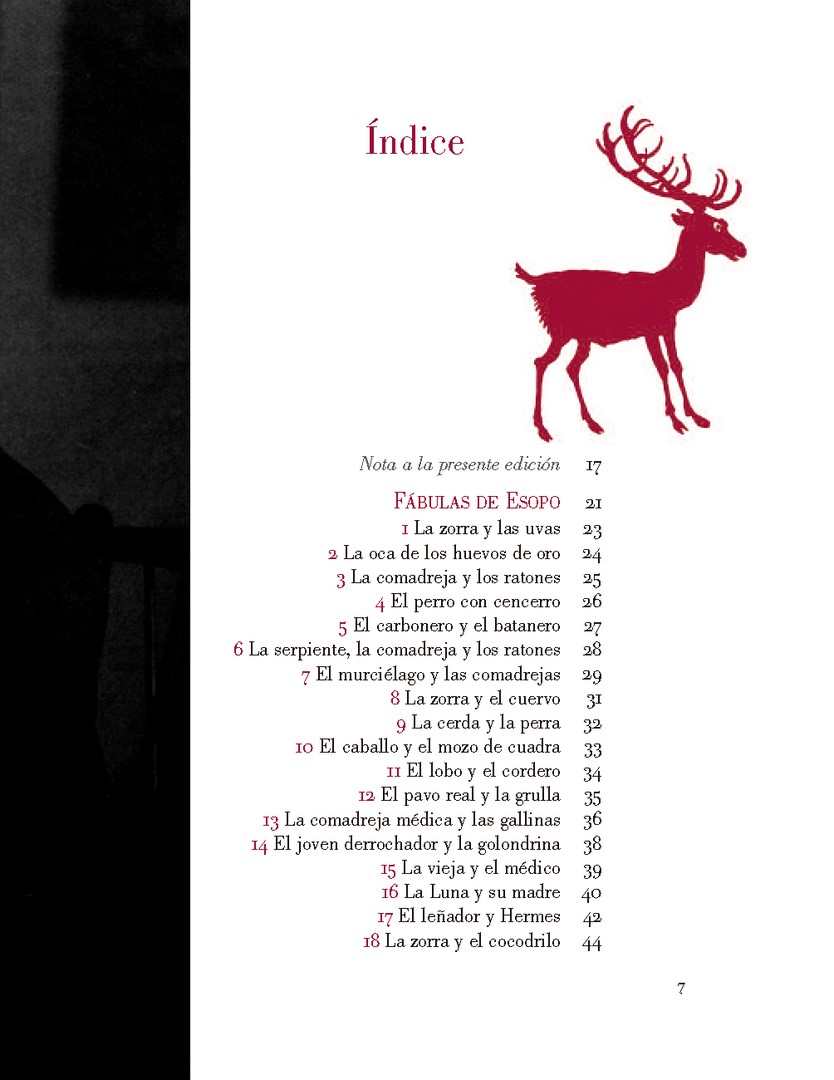 Índice
Nota a la presente edición 17
Fábulas de Esopo 21
1 La zorra y las uvas 23
2 La oca de los huevos de oro 24
3 La comadreja y los ratones 25
4 El perro con cencerro 26
5 El carbonero y el batanero 27
6 La serpiente, la comadreja y los ratones 28
7 El murciélago y las comadrejas 29
8 La zorra y el cuervo 31
9 La cerda y la perra 32
10 El caballo y el mozo de cuadra 33
11 El lobo y el cordero 34
12 El pavo real y la grulla 35
13 La comadreja médica y las gallinas 36
14 El joven derrochador y la golondrina 38
15 La vieja y el médico 39
16 La Luna y su madre 40
17 El leñador y Hermes 42
18 La zorra y el cocodrilo 44
7